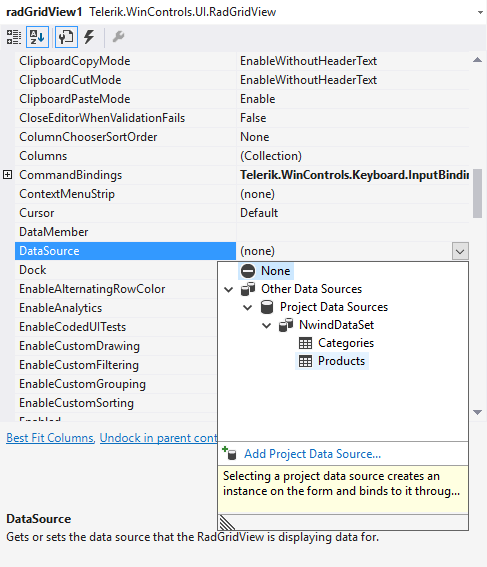 radGridView1 Telerik.WinControls.UI.RadGridView
ClipboardCopyMode EnableWithoutHeaderText
ClipboardCutMode EnableWithoutHeaderText
ClipboardPasteMode Enable
CloseEditorWhenValidationFails False
ColumnChooserSortOrder None
Columns (Collection)
CommandBindings Telerik.WinControls.Keyboard.InputBindin
ContextMenuStrip (none)
Cursor Default
DataMember
DataSource (none)
Dock
EnableAlternatingRowColor
EnableAnalytics
EnableCodedUITests
EnableCustomDrawing
EnableCustomFiltering
EnableCustomGrouping
EnableCustomSorting
Enabled
None
Other Data Sources
Project Data Sources
NwindDataSet
Categories
Products
Add Project Data Source...
Selecting a project data source creates an
instance on the form and binds to it throug...
Best Fit Columns, Undock in parent cont
DataSource
Gets or sets the data source that the RadGridView is displaying data for.